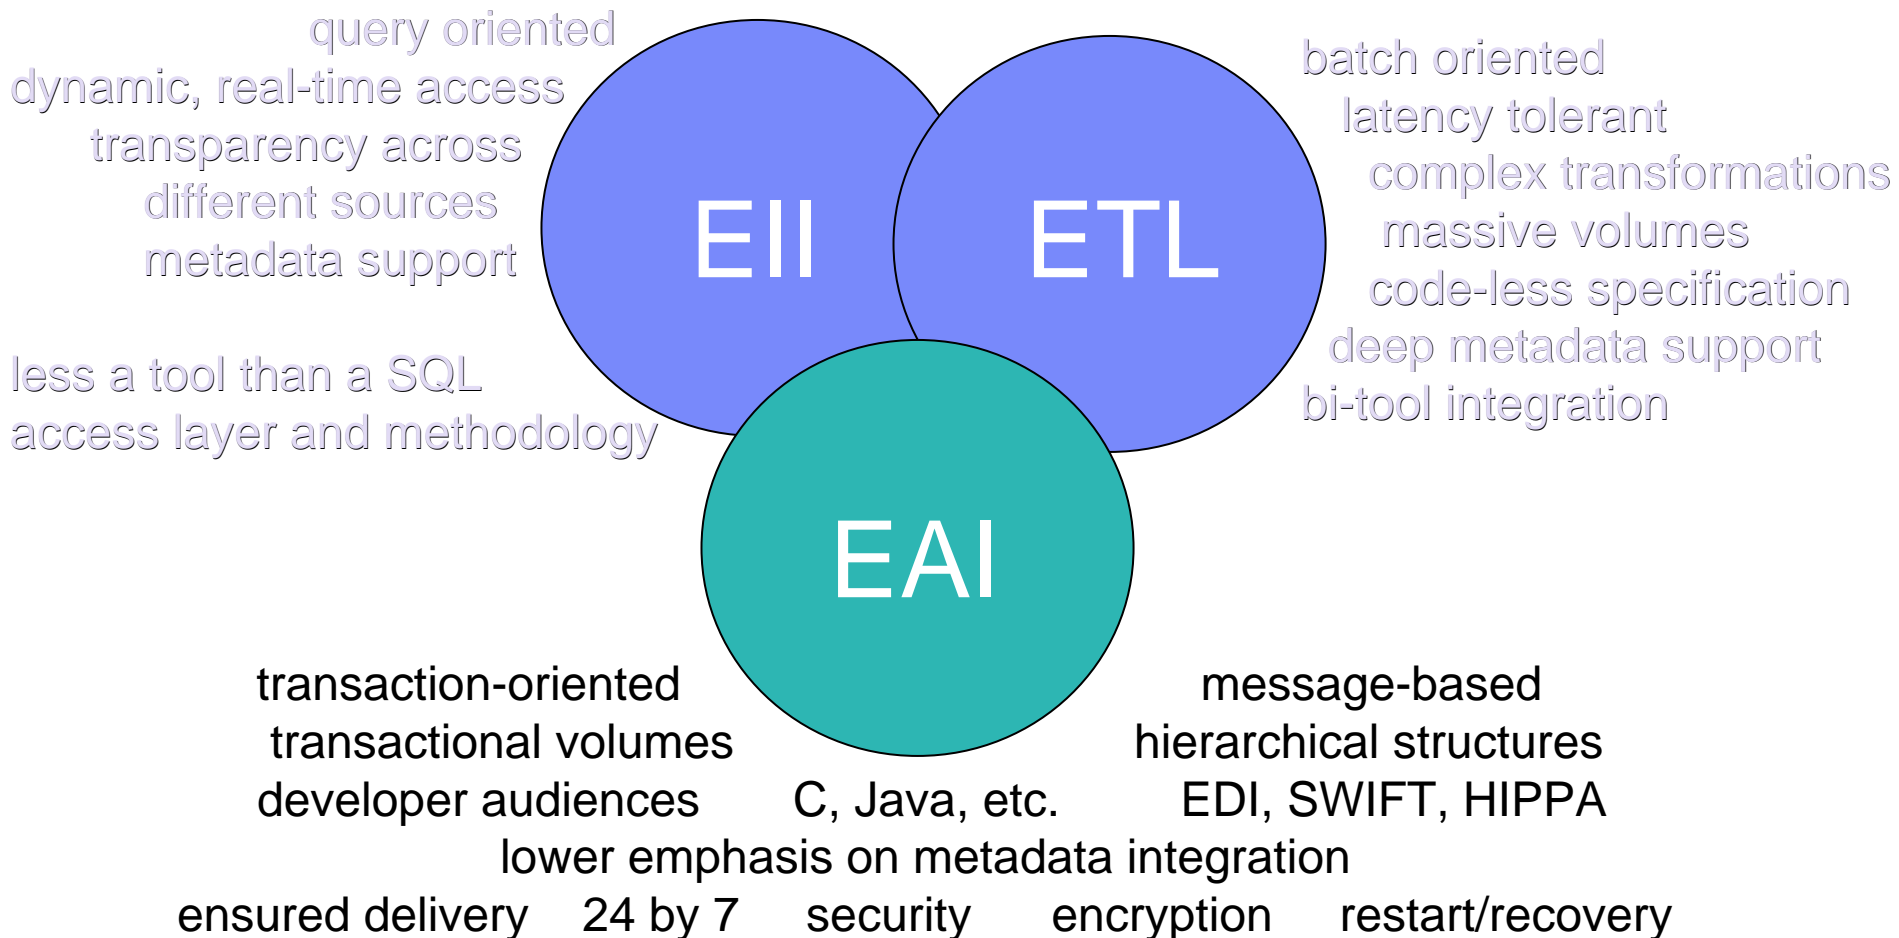 query oriented
dynamic, real-time access
transparency across
different sources
metadata support
less a tool than a SQL
access layer and methodology
EII
ETL
batch oriented
latency tolerant
complex transformations
massive volumes
code-less specification
deep metadata support
bi-tool integration
EAI
transaction-oriented
transactional volumes
developer audiences
C, Java, etc.
message-based
hierarchical structures
EDI, SWIFT, HIPPA
lower emphasis on metadata integration
ensured delivery 24 by 7 security encryption restart/recovery